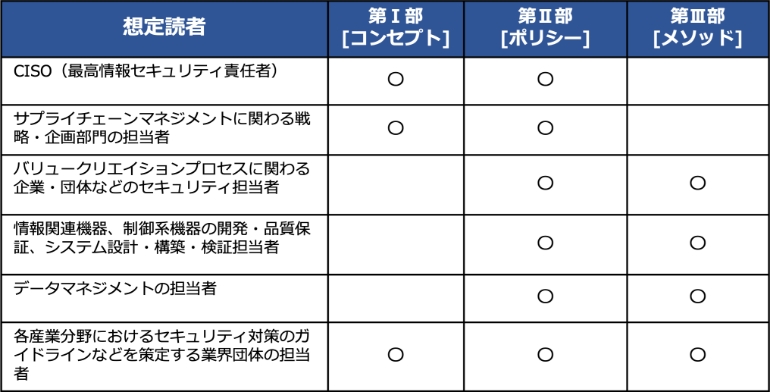 想定読者
第Ⅰ部
[コンセプト]
第Ⅱ部
[ポリシー]
第Ⅲ部
[メソッド]
CISO（最高情報セキュリティ責任者）
○ ○
サプライチェーンマネジメントに関わる戦
略・企画部門の担当者
○ ○
バリュークリエイションプロセスに関わる
企業・団体などのセキュリティ担当者
○ ○
情報関連機器、制御系機器の開発・品質保
証、システム設計・構築・検証担当者
○ ○
データマネジメントの担当者
○ ○
各産業分野におけるセキュリティ対策のガ
イドラインなどを策定する業界団体の担当
者
○ ○ ○